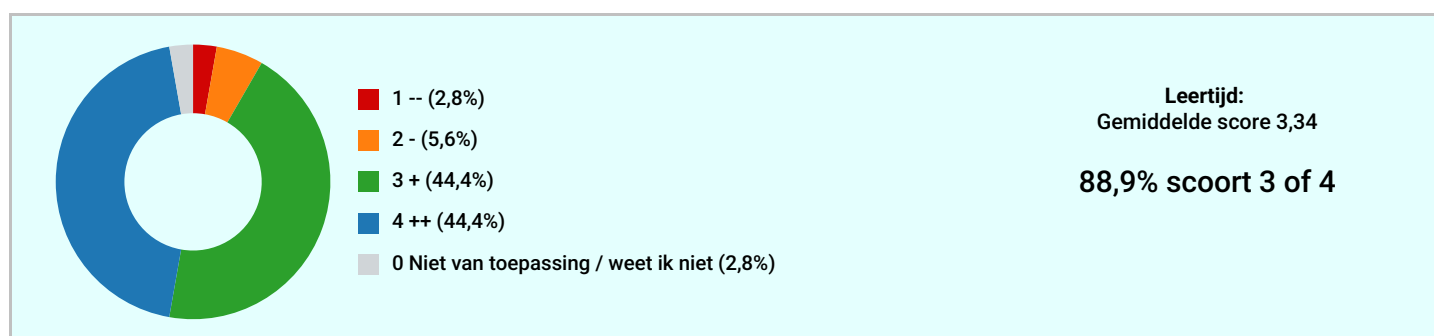 1 -- (2,8%)
2 - (5,6%)
3 + (44,4%)
4 ++ (44,4%)
0 Niet van toepassing / weet ik niet (2,8%)
Leertijd:
Gemiddelde score 3,34
88,9% scoort 3 of 4